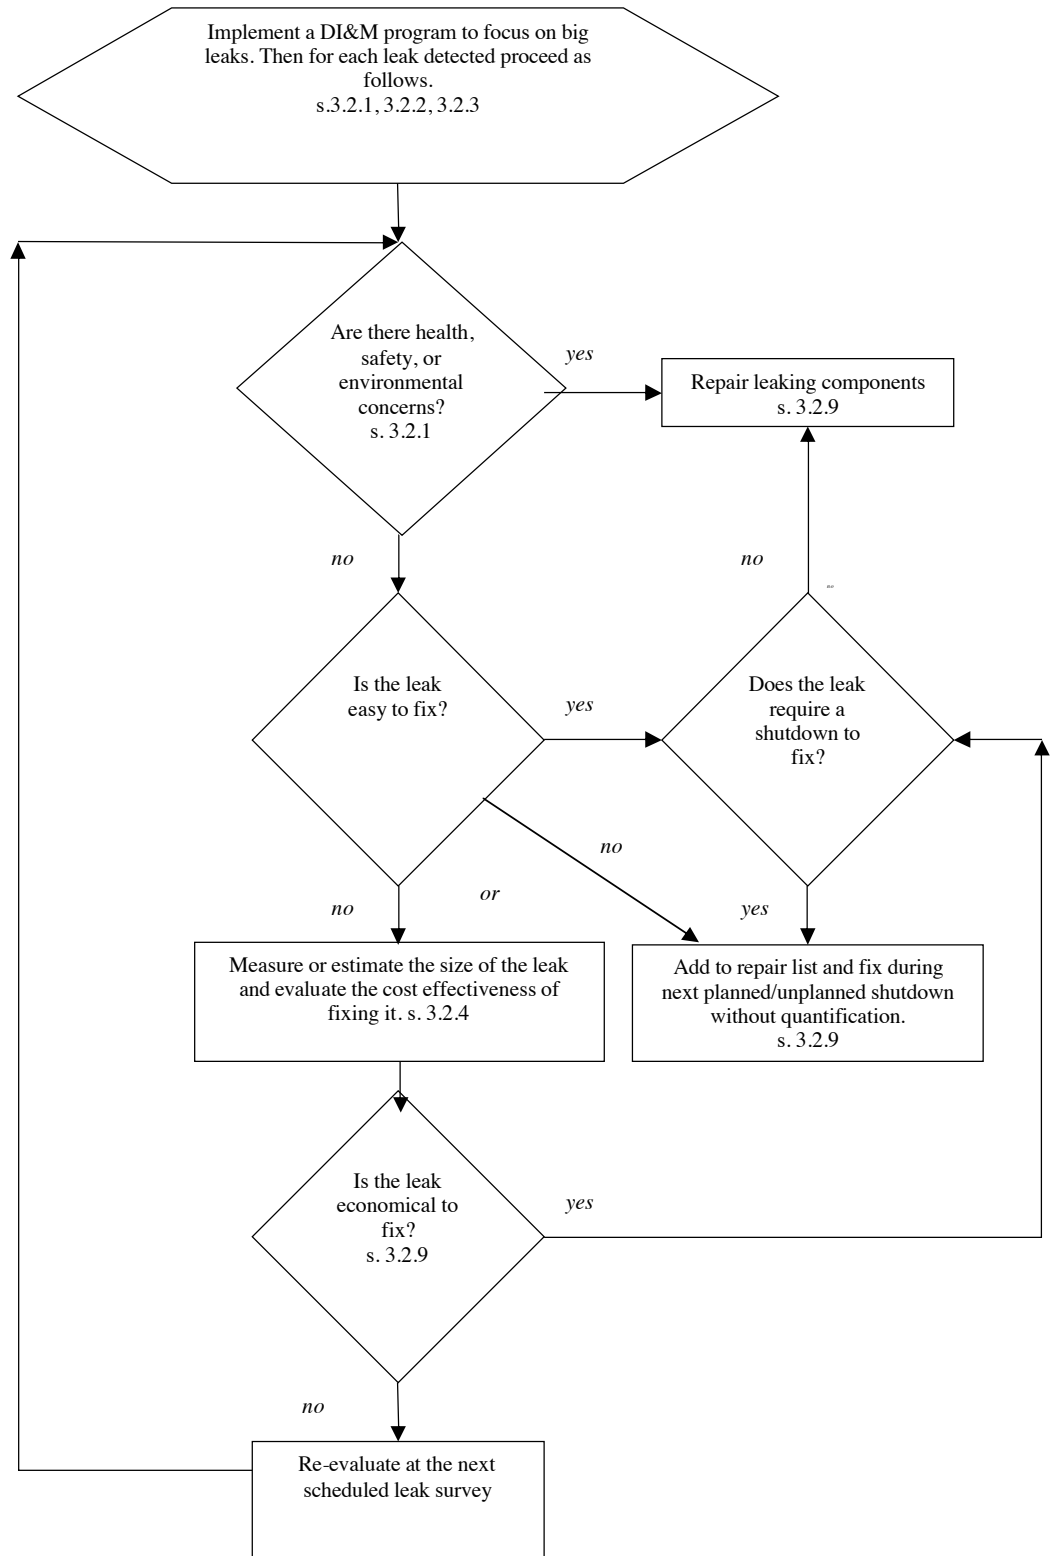 Implement a DI&M program to focus on big
leaks. Then for each leak detected proceed as
follows.
s.3.2.1, 3.2.2, 3.2.3
Are there health,
safety, or
environmental
concerns?
s. 3.2.1
yes
Repair leaking components
s. 3.2.9
no
no
Is the leak
easy to fix?
yes
Does the leak
require a
shutdown to
fix?
no
or
no
yes
Measure or estimate the size of the leak
and evaluate the cost effectiveness of
fixing it. s. 3.2.4
Add to repair list and fix during
next planned/unplanned shutdown
without quantification.
s. 3.2.9
Is the leak
economical to
fix?
s. 3.2.9
yes
no
Re-evaluate at the next
scheduled leak survey